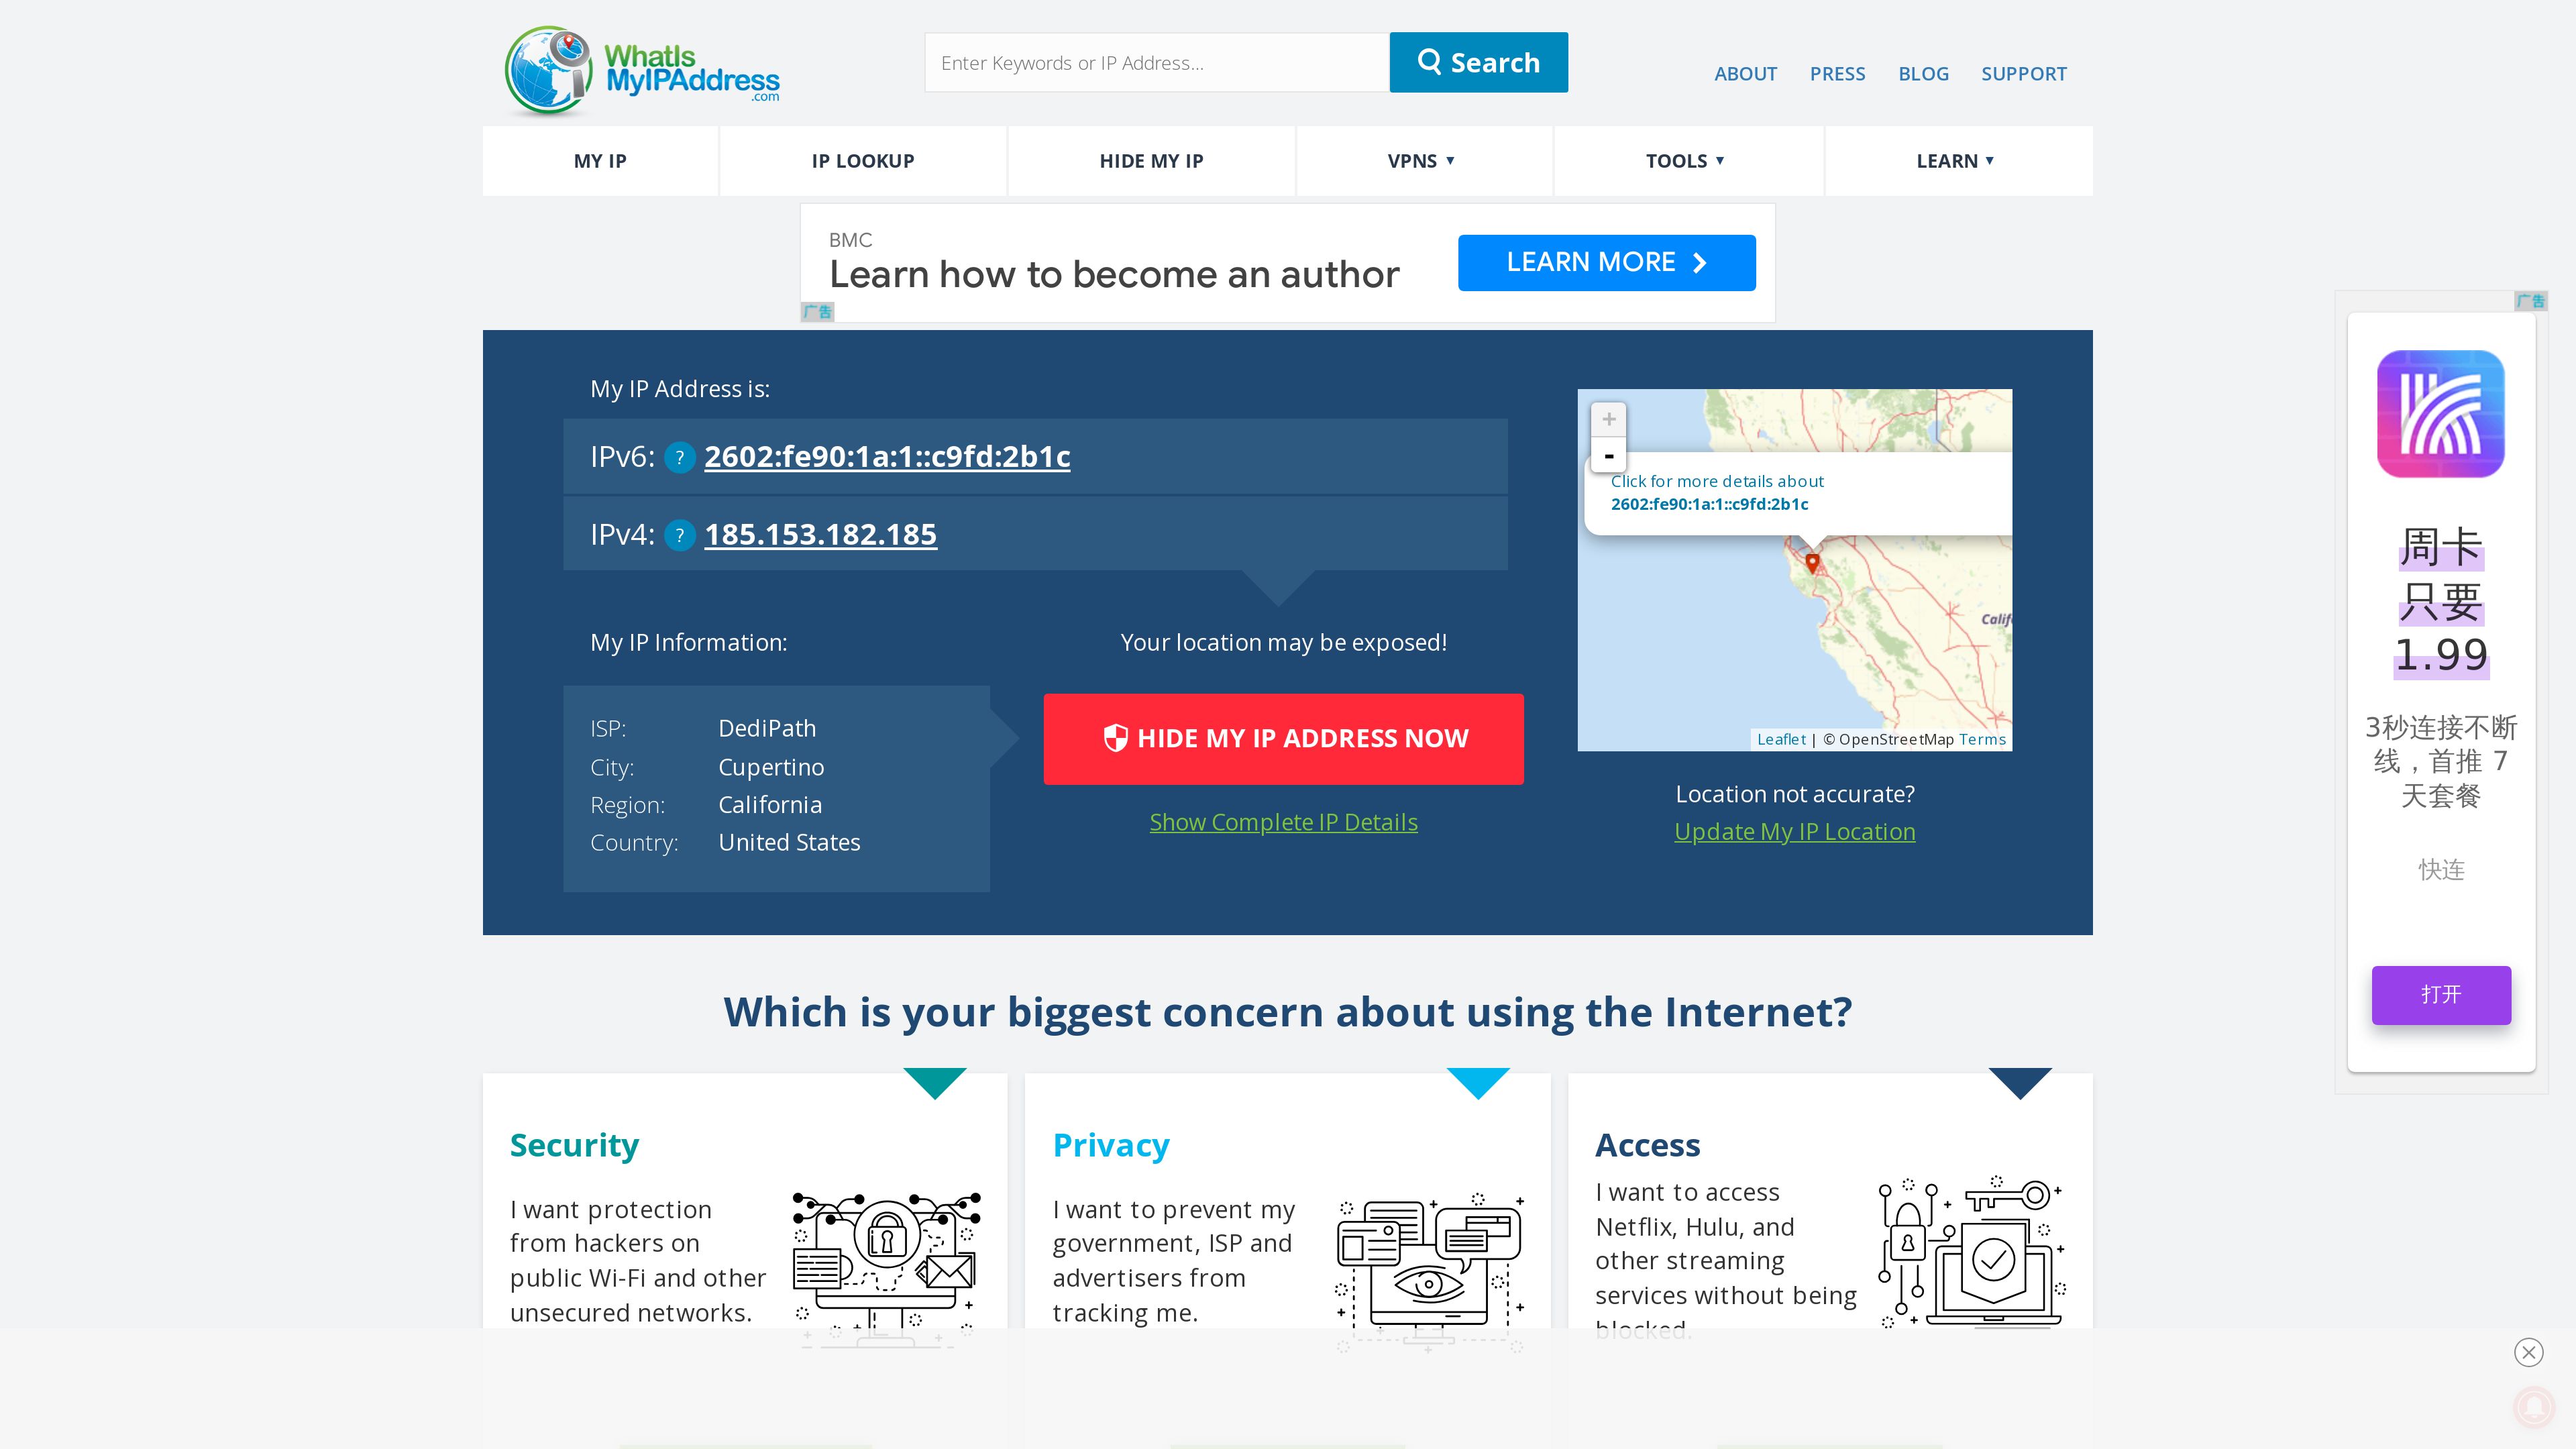 WhatIs
MyIPAddress
.com
Enter Keywords or IP Address...
Search
ABOUT PRESS BLOG SUPPORT
MY IP IP LOOKUP HIDE MY IP VPNS ▼ TOOLS ▼ LEARN ▼
BMC
Learn how to become an author
LEARN MORE
广告
广告
周卡
只要
1.99
3秒连接不断
线，首推 7
天套餐
快连
打开
My IP Address is:
IPv6: ? 2602:fe90:1a:1::c9fd:2b1c
IPv4: ? 185.153.182.185
My IP Information:
ISP: DediPath
City: Cupertino
Region: California
Country: United States
Your location may be exposed!
HIDE MY IP ADDRESS NOW
Show Complete IP Details
+
-
Click for more details about
2602:fe90:1a:1::c9fd:2b1c
Calif
Leaflet | © OpenStreetMap Terms
Location not accurate?
Update My IP Location
Which is your biggest concern about using the Internet?
Security
I want protection
from hackers on
public Wi-Fi and other
unsecured networks.
Privacy
I want to prevent my
government, ISP and
advertisers from
tracking me.
Access
I want to access
Netflix, Hulu, and
other streaming
services without being
blocked.